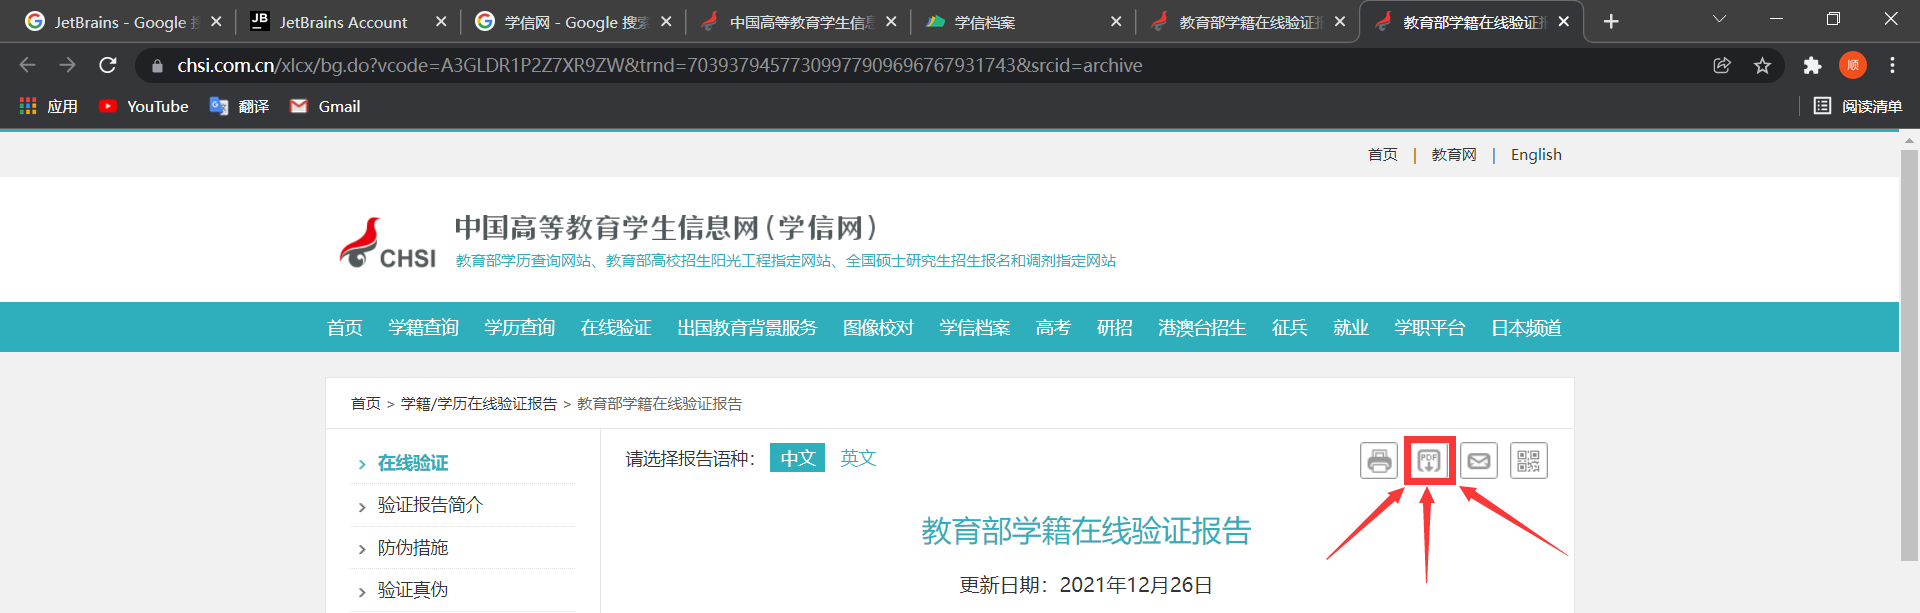 JetBrains - Google 搜
JetBrains Account
学信网 - Google 搜索
中国高等教育学生信息
学信档案
教育部学籍在线验证报
教育部学籍在线验证报
chsi.com.cn/xlcx/bg.do?vcode=A3GLDR1P2Z7XR9ZW&trnd=70393794577309977909696767931743&srcid=archive
顺
应用
YouTube
翻译
Gmail
阅读清单
首页 | 教育网 | English
CHSI
中国高等教育学生信息网(学信网)
教育部学历查询网站、教育部高校招生阳光工程指定网站、全国硕士研究生招生报名和调剂指定网站
首页 学籍查询 学历查询 在线验证 出国教育背景服务 图像校对 学信档案 高考 研招 港澳台招生 征兵 就业 学职平台 日本频道
首页 > 学籍/学历在线验证报告 > 教育部学籍在线验证报告
在线验证
验证报告简介
防伪措施
验证真伪
请选择报告语种: 中文 英文
PDF
教育部学籍在线验证报告
更新日期: 2021年12月26日